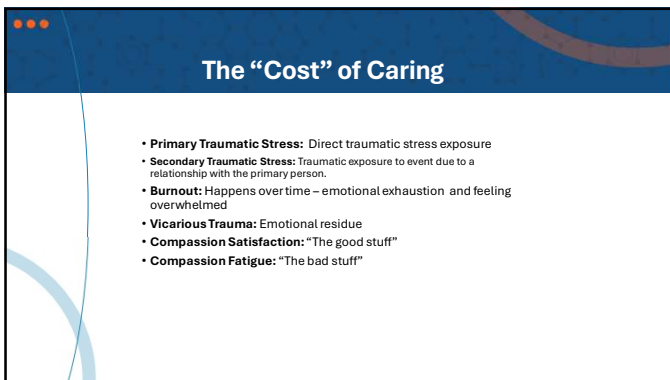 The “Cost” of Caring
• Primary Traumatic Stress: Direct traumatic stress exposure
• Secondary Traumatic Stress: Traumatic exposure to event due to a
relationship with the primary person.
• Burnout: Happens over time – emotional exhaustion and feeling
overwhelmed
• Vicarious Trauma: Emotional residue
• Compassion Satisfaction: “The good stuff”
• Compassion Fatigue: “The bad stuff”